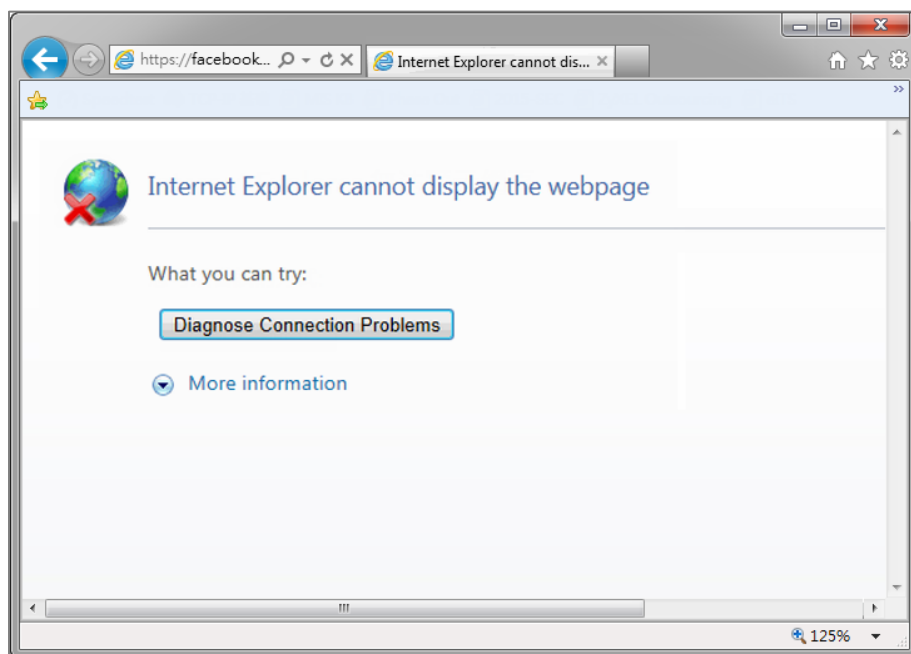 https://facebook...
Internet Explorer cannot dis...
Internet Explorer cannot display the webpage
What you can try:
Diagnose Connection Problems
More information
125%